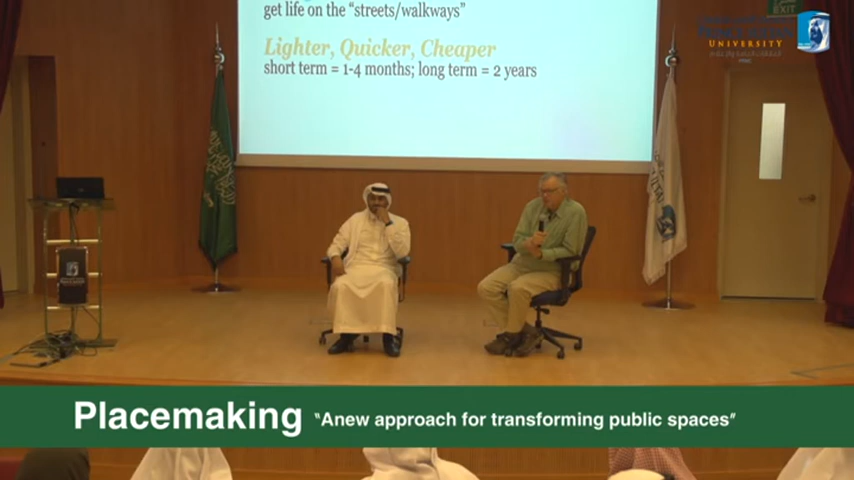 get life on the “streets/walkways”
Lighter, Quicker, Cheaper
short term = 1-4 months; long term = 2 years
EXIT
UNIVERSITY
Placemaking “Anew approach for transforming public spaces”